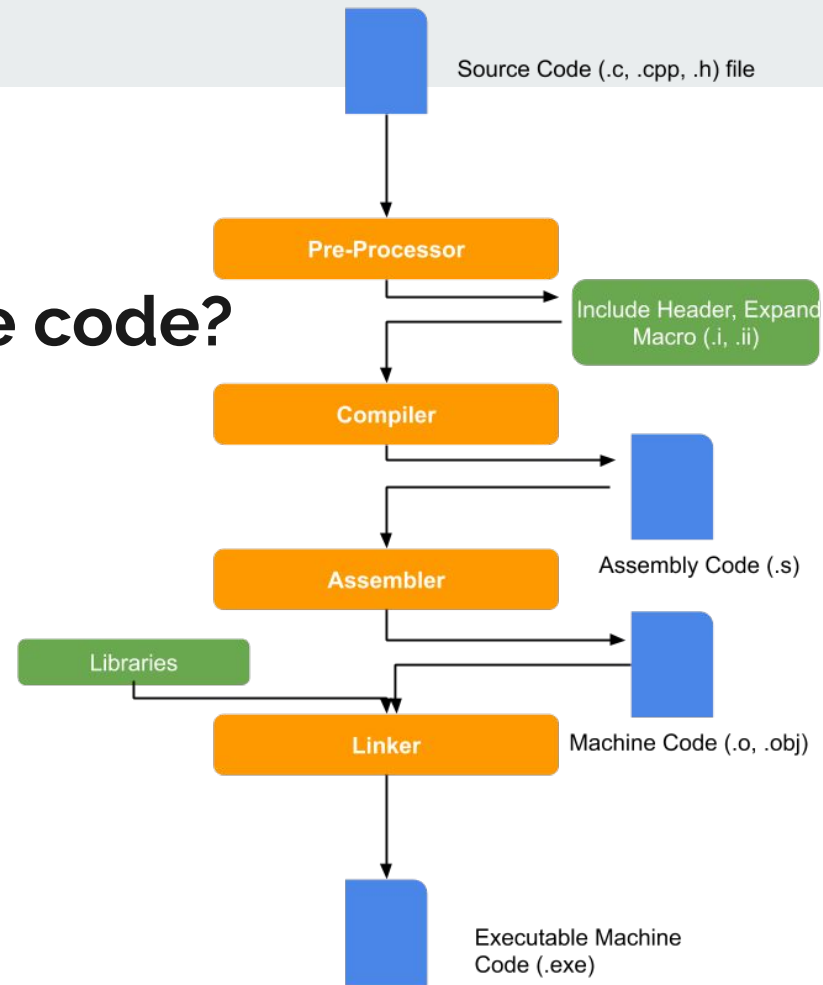 Source Code (.c, .cpp, .h) file
Pre-Processor
e code?
Include Header, Expand
Macro (.i, .ii)
Compiler
Assembly Code (.s)
Assembler
Libraries
Linker
Machine Code (.o, .obj)
Executable Machine
Code (.exe)